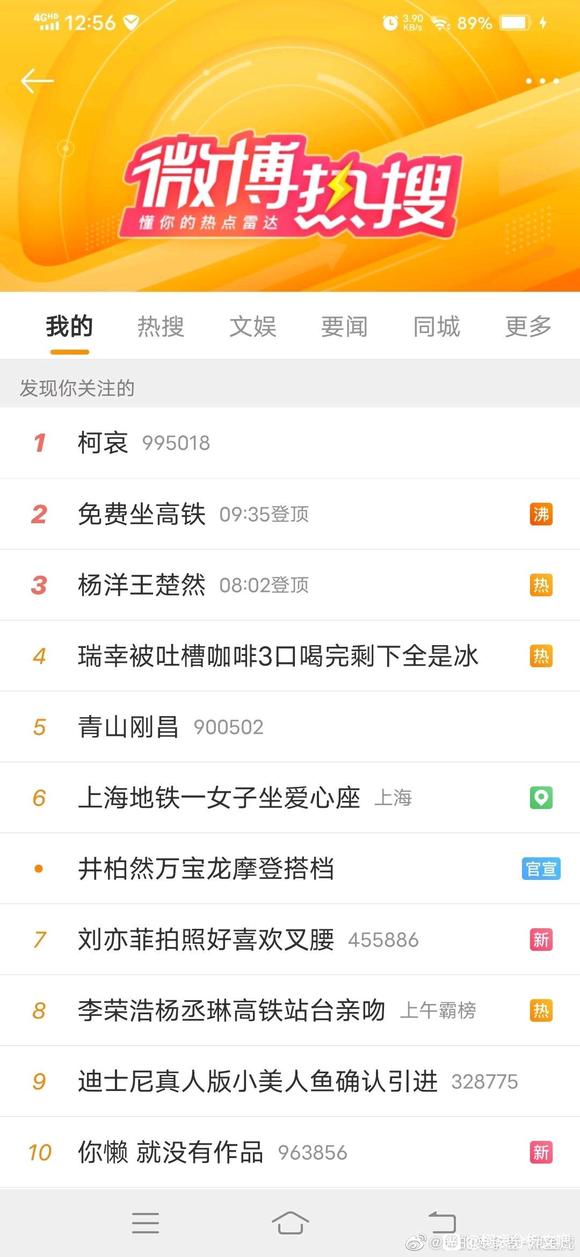 4GHD 12:56 3.90 KB/s 89%
微博热搜
懂你的热点雷达
我的 热搜 文娱 要闻 同城 更多
发现你关注的
1 柯哀 995018
2 免费坐高铁 09:35登顶 沸
3 杨洋王楚然 08:02登顶 热
4 瑞幸被吐槽咖啡3口喝完剩下全是冰 热
5 青山刚昌 900502
6 上海地铁一女子坐爱心座 上海
井柏然万宝龙摩登搭档 官宣
7 刘亦菲拍照好喜欢叉腰 455886 新
8 李荣浩杨丞琳高铁站台亲吻 上午霸榜 热
9 迪士尼真人版小美人鱼确认引进 328775
10 你懒 就没有作品 963856 新